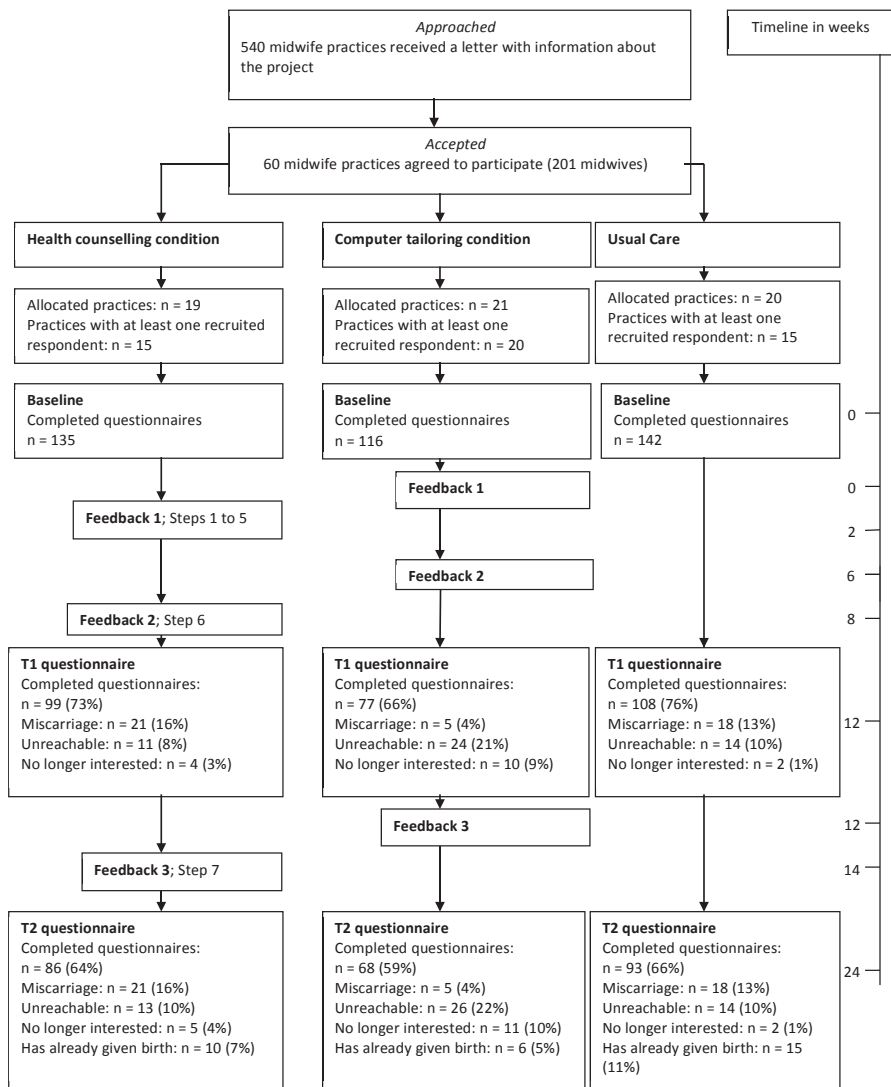 Approached
540 midwife practices received a letter with information about
the project
Timeline in weeks
Accepted
60 midwife practices agreed to participate (201 midwives)
Health counselling condition
Computer tailoring condition
Usual Care
Allocated practices: n = 19
Practices with at least one recruited
respondent: n = 15
Allocated practices: n = 21
Practices with at least one
recruited respondent: n = 20
Allocated practices: n = 20
Practices with at least one
recruited respondent: n = 15
Baseline
Completed questionnaires
n = 135
Baseline
Completed questionnaires
n = 116
Baseline
Completed questionnaires
n = 142
0
Feedback 1; Steps 1 to 5
Feedback 1
0
2
Feedback 2
6
Feedback 2; Step 6
8
T1 questionnaire
Completed questionnaires:
n = 99 (73%)
Miscarriage: n = 21 (16%)
Unreachable: n = 11 (8%)
No longer interested: n = 4 (3%)
T1 questionnaire
Completed questionnaires:
n = 77 (66%)
Miscarriage: n = 5 (4%)
Unreachable: n = 24 (21%)
No longer interested: n = 10 (9%)
T1 questionnaire
Completed questionnaires:
n = 108 (76%)
Miscarriage: n = 18 (13%)
Unreachable: n = 14 (10%)
No longer interested: n = 2 (1%)
12
Feedback 3
12
Feedback 3; Step 7
14
T2 questionnaire
Completed questionnaires:
n = 86 (64%)
Miscarriage: n = 21 (16%)
Unreachable: n = 13 (10%)
No longer interested: n = 5 (4%)
Has already given birth: n = 10 (7%)
T2 questionnaire
Completed questionnaires:
n = 68 (59%)
Miscarriage: n = 5 (4%)
Unreachable: n = 26 (22%)
No longer interested: n = 11 (10%)
Has already given birth: n = 6 (5%)
T2 questionnaire
Completed questionnaires:
n = 93 (66%)
Miscarriage: n = 18 (13%)
Unreachable: n = 14 (10%)
No longer interested: n = 2 (1%)
Has already given birth: n = 15
(11%)
24